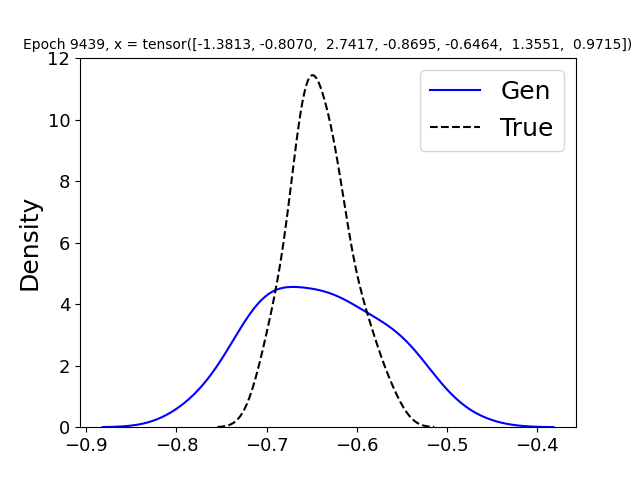 Epoch 9439, x = tensor([-1.3813, -0.8070,  2.7417, -0.8695, -0.6464,  1.3551,  0.9715])
12
10
8
6
4
2
0
Density
Gen
True
−0.9 −0.8 −0.7 −0.6 −0.5 −0.4